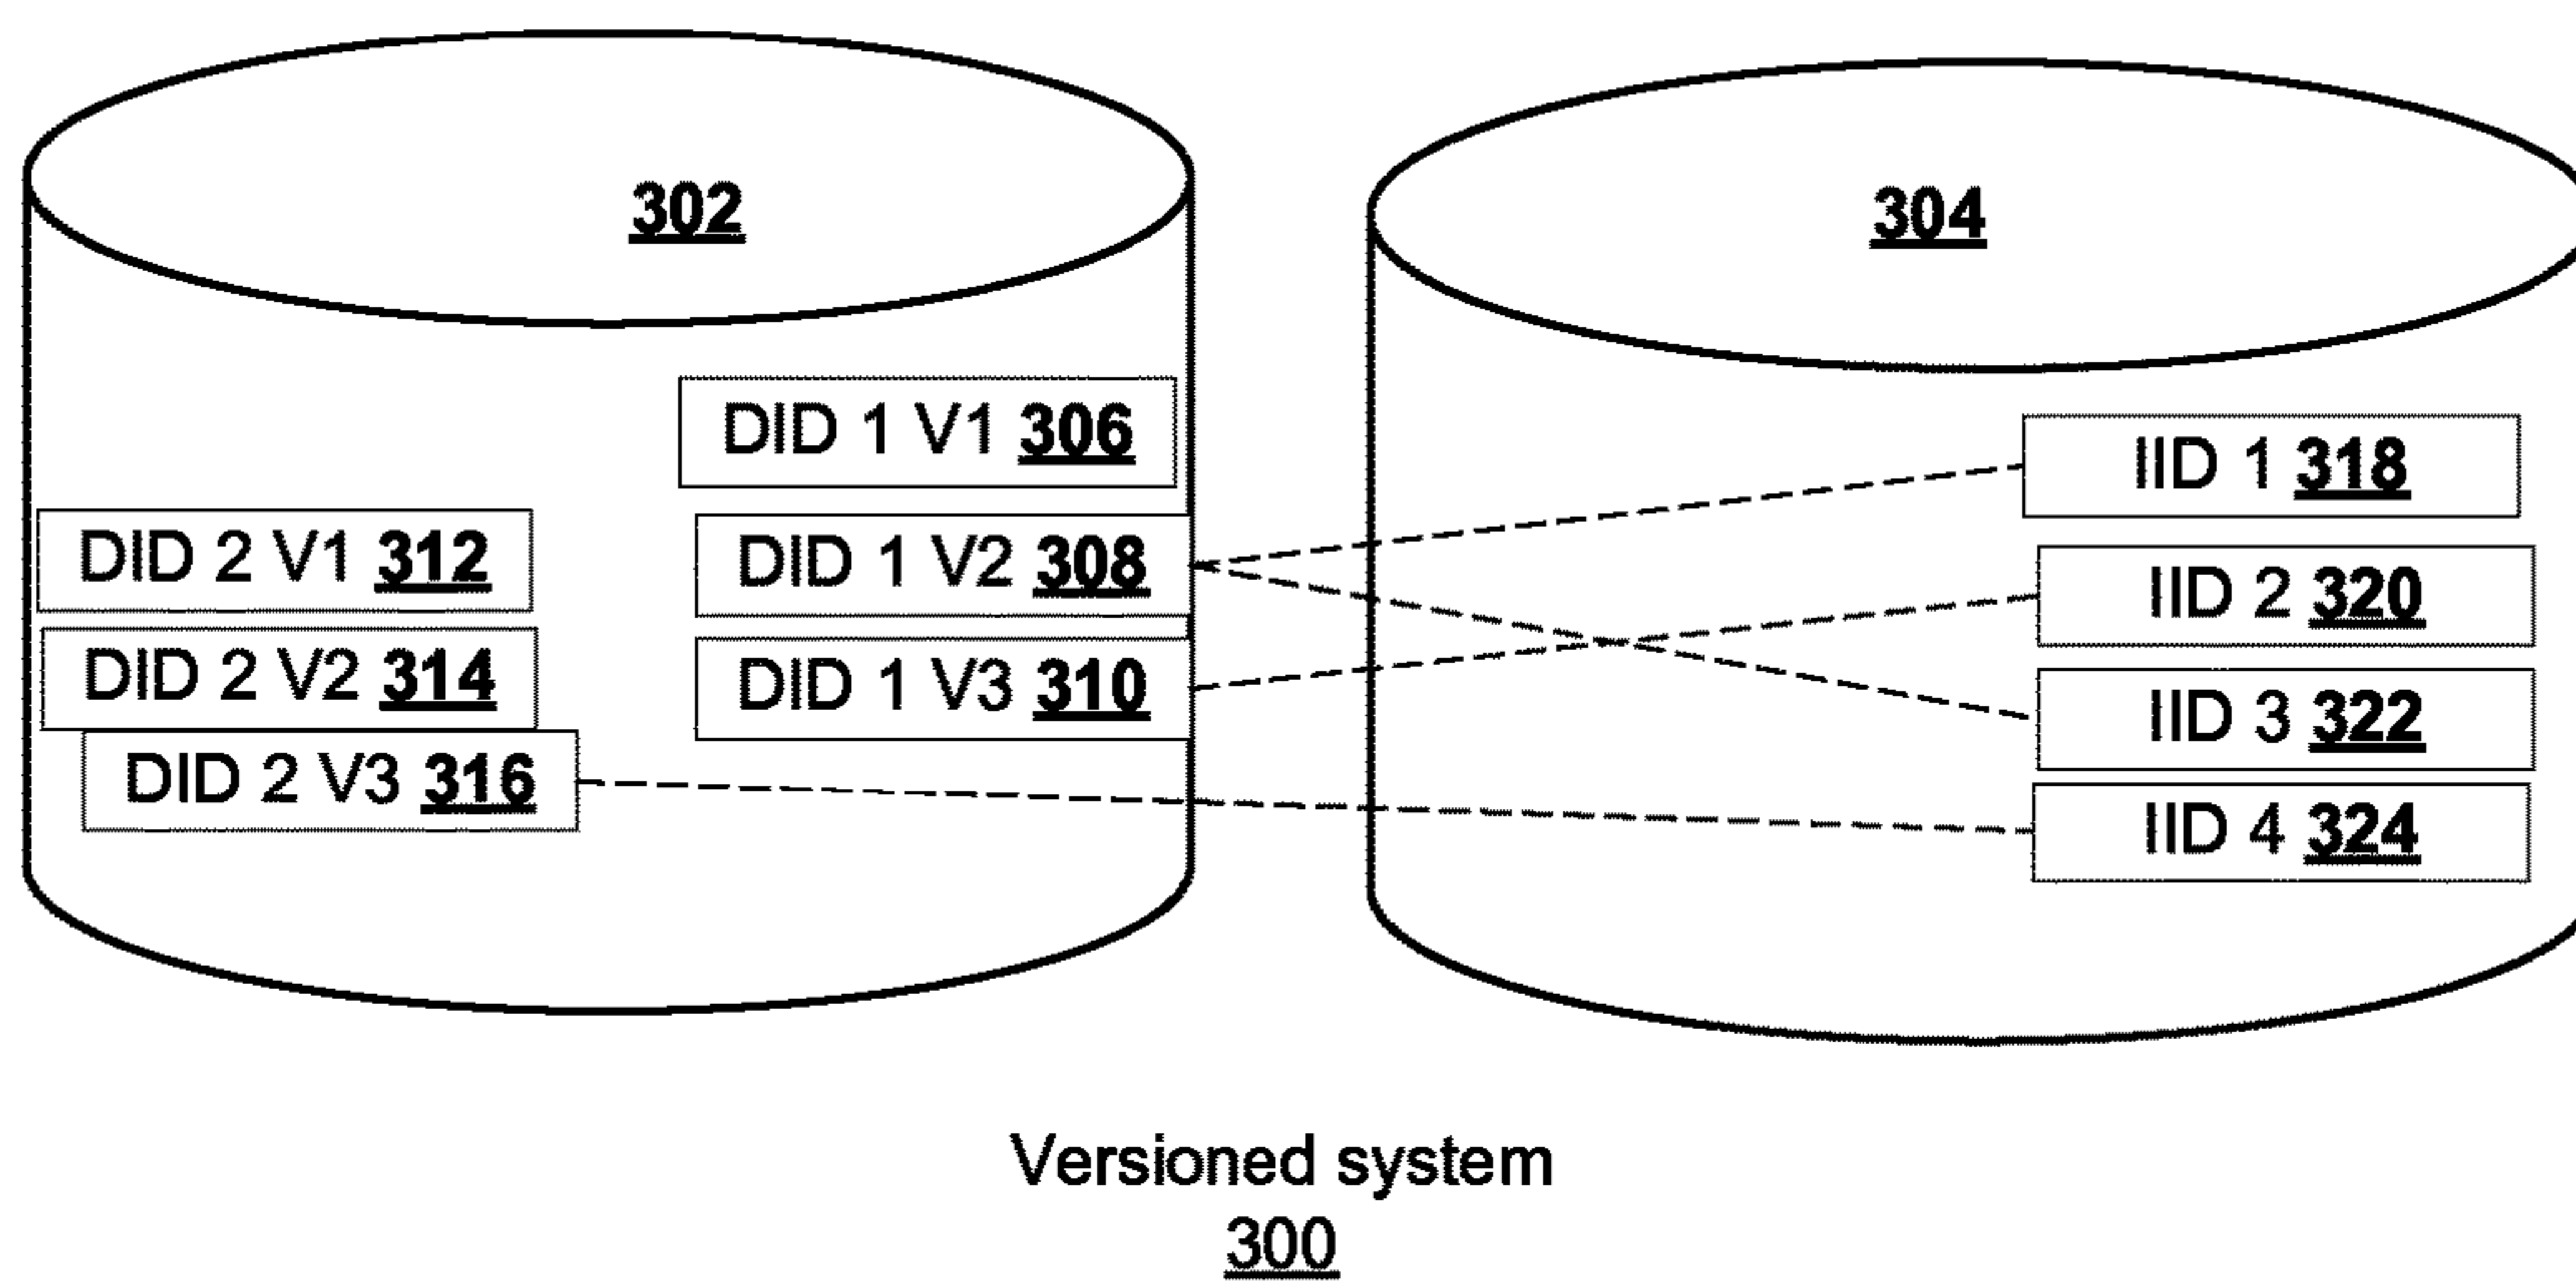 302
304
DID 1 V1 306
DID 2 V1 312
DID 1 V2 308
DID 2 V2 314
DID 1 V3 310
DID 2 V3 316
IID 1 318
IID 2 320
IID 3 322
IID 4 324
Versioned system
300